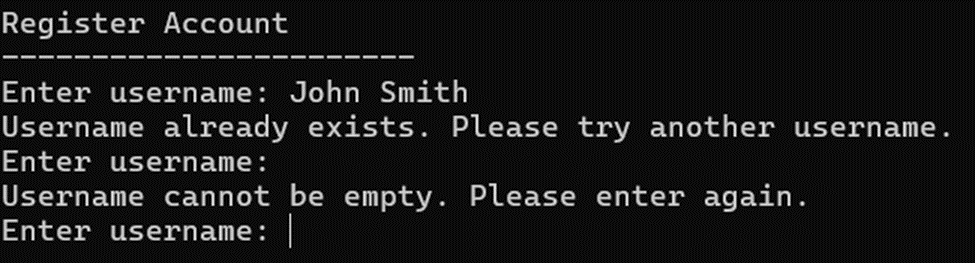 Register Account
-----------------------
Enter username: John Smith
Username already exists. Please try another username.
Enter username:
Username cannot be empty. Please enter again.
Enter username: